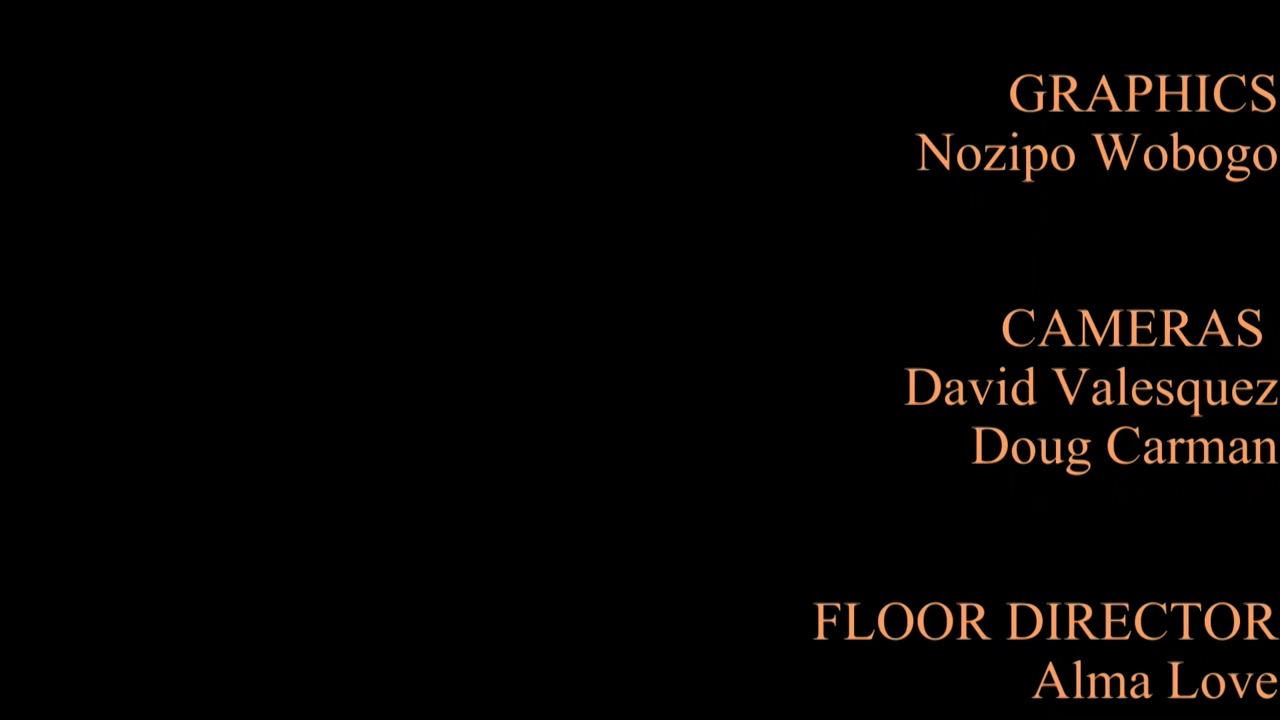 GRAPHICS
Nozipo Wobogo
CAMERAS
David Valesquez
Doug Carman
FLOOR DIRECTOR
Alma Love